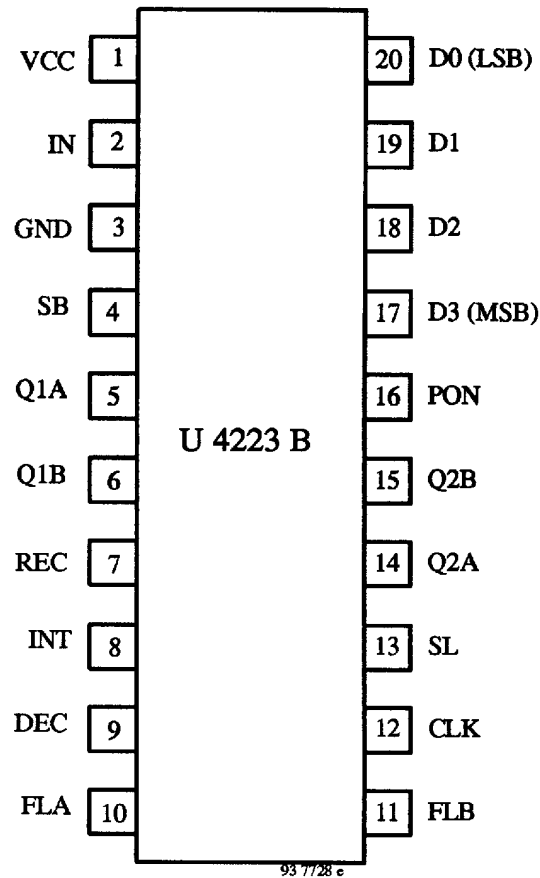 VCC 1 20 D0 (LSB)
IN 2 19 D1
GND 3 18 D2
SB 4 17 D3 (MSB)
Q1A 5 16 PON
U 4223 B
Q1B 6 15 Q2B
REC 7 14 Q2A
INT 8 13 SL
DEC 9 12 CLK
FLA 10 11 FLB
93 7728 e